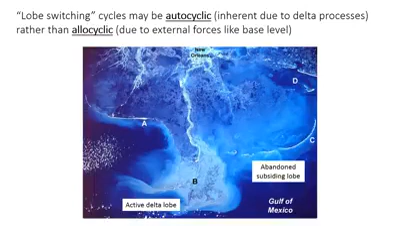 “Lobe switching” cycles may be autocyclic (inherent due to delta processes)
rather than allocyclic (due to external forces like base level)
New
Orleans
D
A
C
Abandoned
subsiding lobe
B
Active delta lobe
Gulf of
Mexico